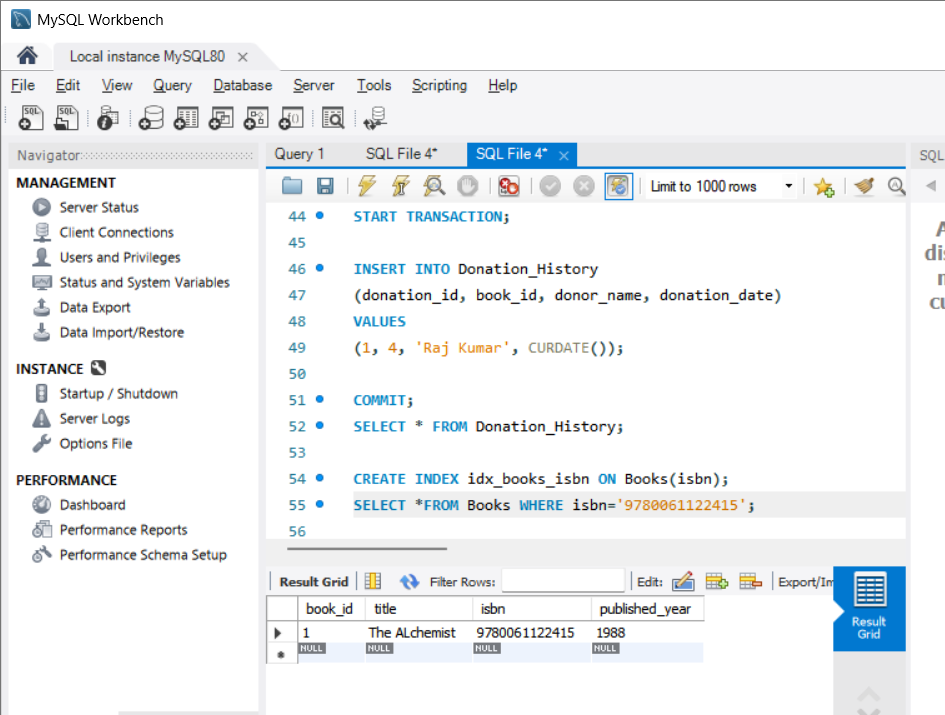 MySQL Workbench
Local instance MySQL80
File Edit View Query Database Server Tools Scripting Help
Navigator
MANAGEMENT
Server Status
Client Connections
Users and Privileges
Status and System Variables
Data Export
Data Import/Restore
INSTANCE
Startup / Shutdown
Server Logs
Options File
PERFORMANCE
Dashboard
Performance Reports
Performance Schema Setup
Query 1 SQL File 4* SQL File 4*
Limit to 1000 rows
44 START TRANSACTION;
45
46 INSERT INTO Donation_History
47 (donation_id, book_id, donor_name, donation_date)
48 VALUES
49 (1, 4, 'Raj Kumar', CURDATE());
50
51 COMMIT;
52 SELECT * FROM Donation_History;
53
54 CREATE INDEX idx_books_isbn ON Books(isbn);
55 SELECT *FROM Books WHERE isbn='9780061122415';
56
Result Grid Filter Rows: Edit: Export/Im
book_id title isbn published_year
1 The ALchemist 9780061122415 1988
NULL NULL NULL NULL
Result
Grid
SQL